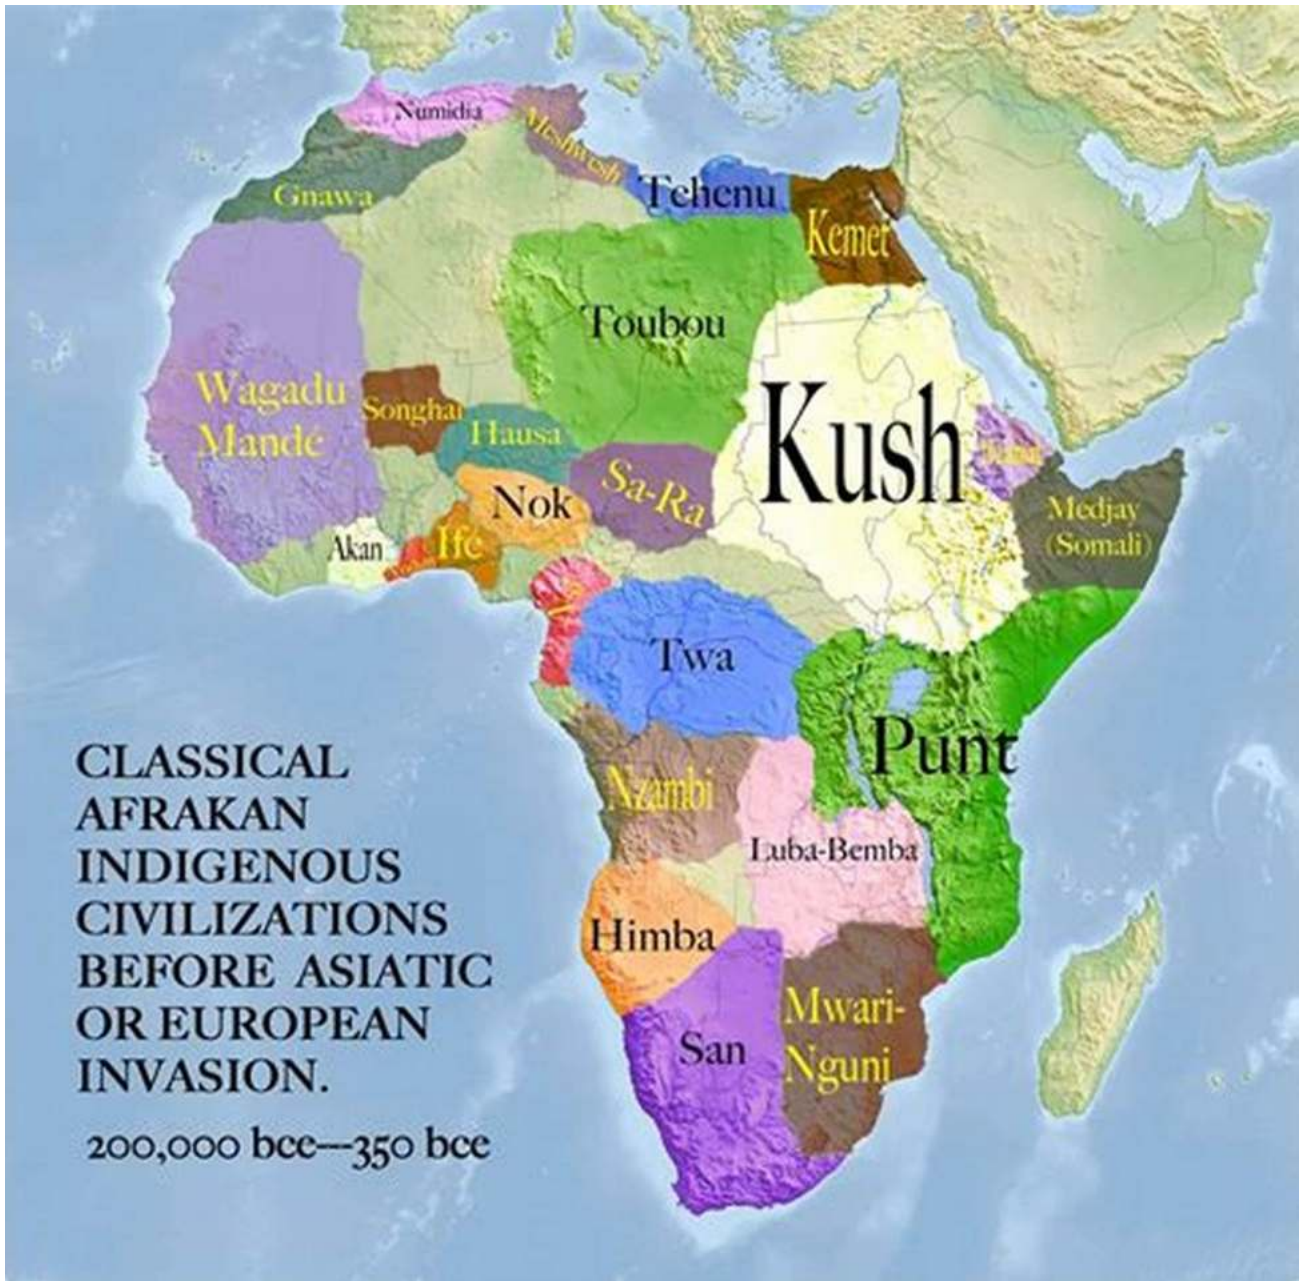 Numidia
Meshwesh
Gnawa
Tehenu
Kemet
Toubou
Wagadu
Mandé
Songhai
Hausa
Kush
Sa-Ra
Nok
Medjay
(Somali)
Akan
Ife
Twa
Punt
Nzambi
Luba-Bemba
Himba
Mwari-
Nguni
San
CLASSICAL
AFRAKAN
INDIGENOUS
CIVILIZATIONS
BEFORE ASIATIC
OR EUROPEAN
INVASION.
200,000 bce—350 bce